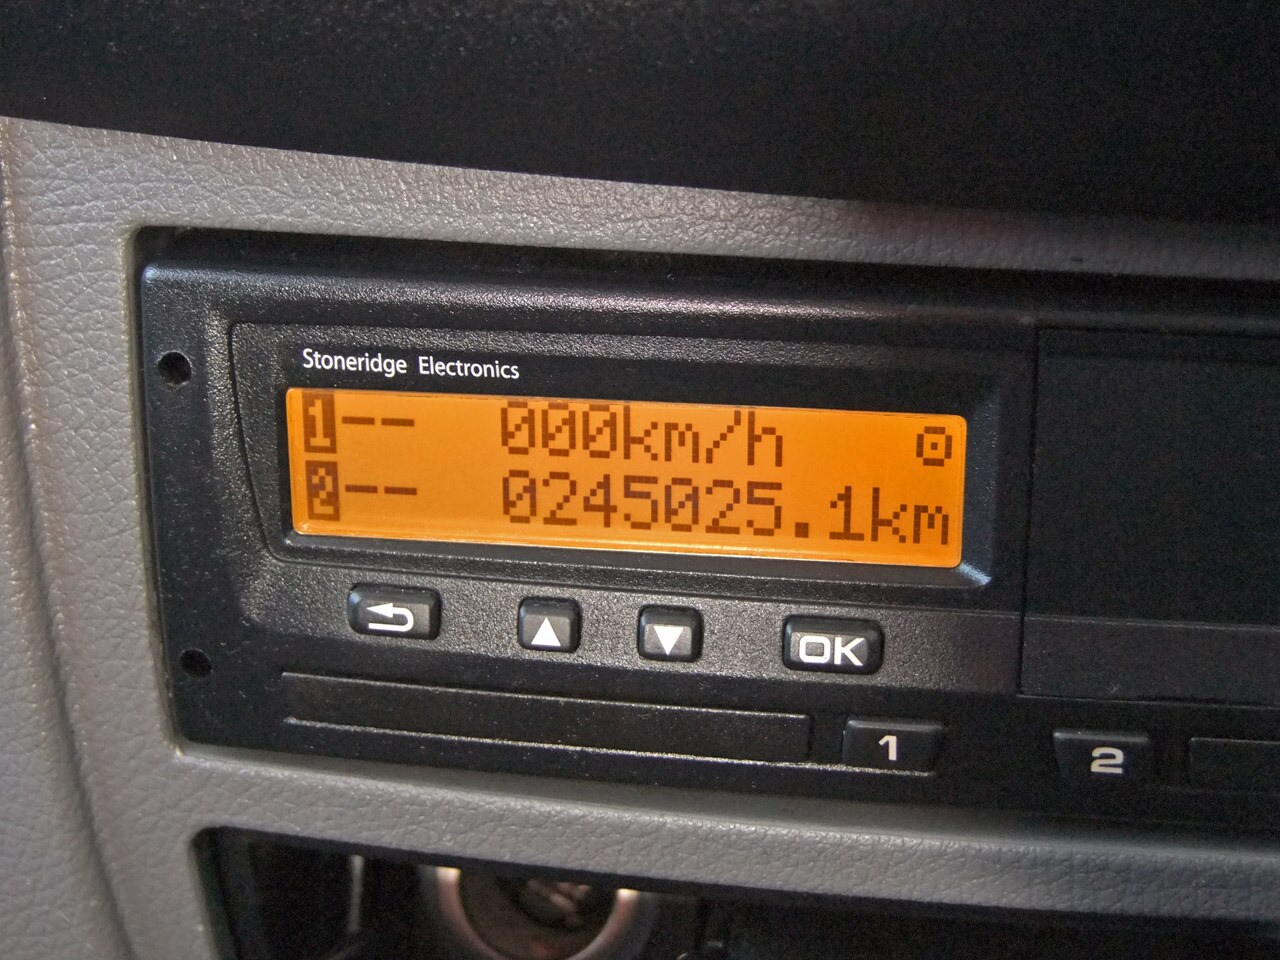 Stoneridge Electronics
1-- 000km/h
2-- 0245025.1km
OK
1 2